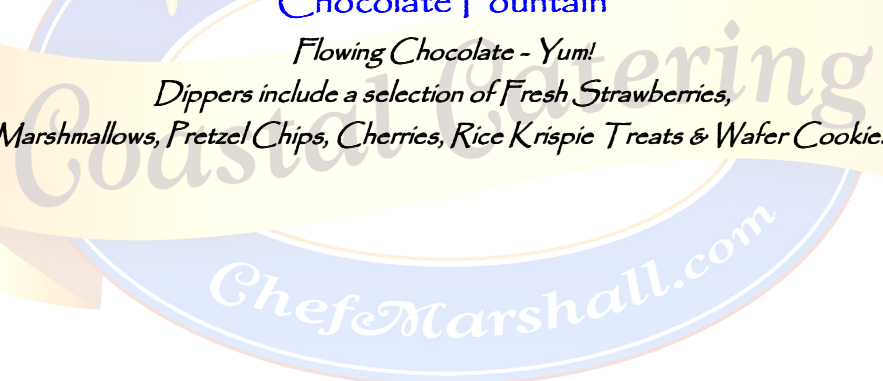 Chocolate Fountain
Flowing Chocolate - Yum!
Dippers include a selection of Fresh Strawberries,
Marshmallows, Pretzel Chips, Cherries, Rice Krispie Treats & Wafer Cookies
Coastal Catering
ChefMarshall.com